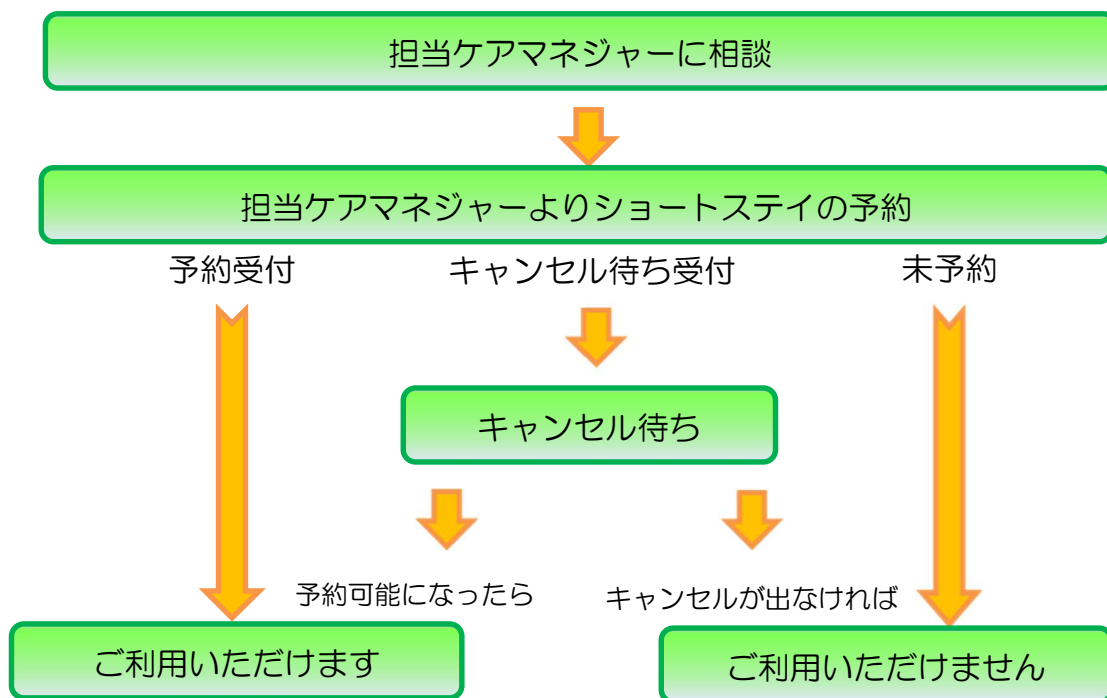 担当ケアマネジャーに相談
担当ケアマネジャーよりショートステイの予約
予約受付
キャンセル待ち受付
未予約
キャンセル待ち
予約可能になったら
キャンセルが出なければ
ご利用いただけます
ご利用いただけません